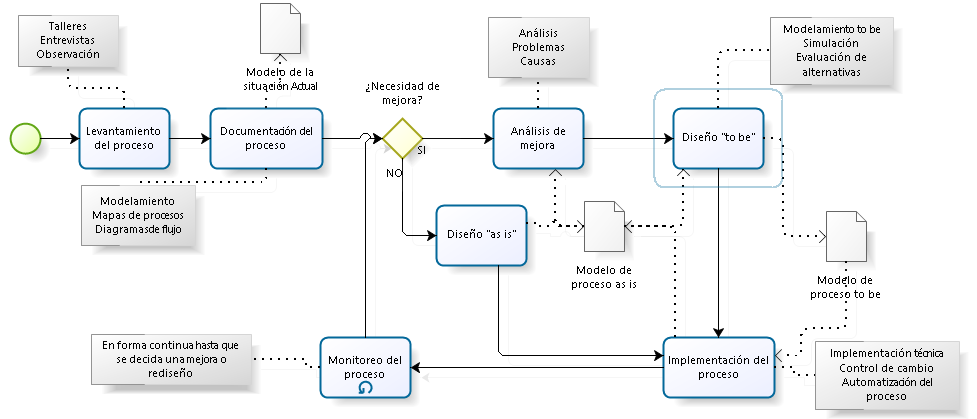 Talleres
Entrevistas
Observación
Modelo de la
situación Actual
¿Necesidad de
mejora?
Análisis
Problemas
Causas
Modelamiento to be
Simulación
Evaluación de
alternativas
Levantamiento
del proceso
Documentación del
proceso
SI
NO
Análisis de
mejora
Diseño "to be"
Modelamiento
Mapas de procesos
Diagramas de flujo
Diseño "as is"
Modelo de
proceso as is
Modelo de
proceso to be
En forma continua hasta que
se decida una mejora o
rediseño
Monitoreo del
proceso
Implementación del
proceso
Implementación técnica
Control de cambio
Automatización del
proceso